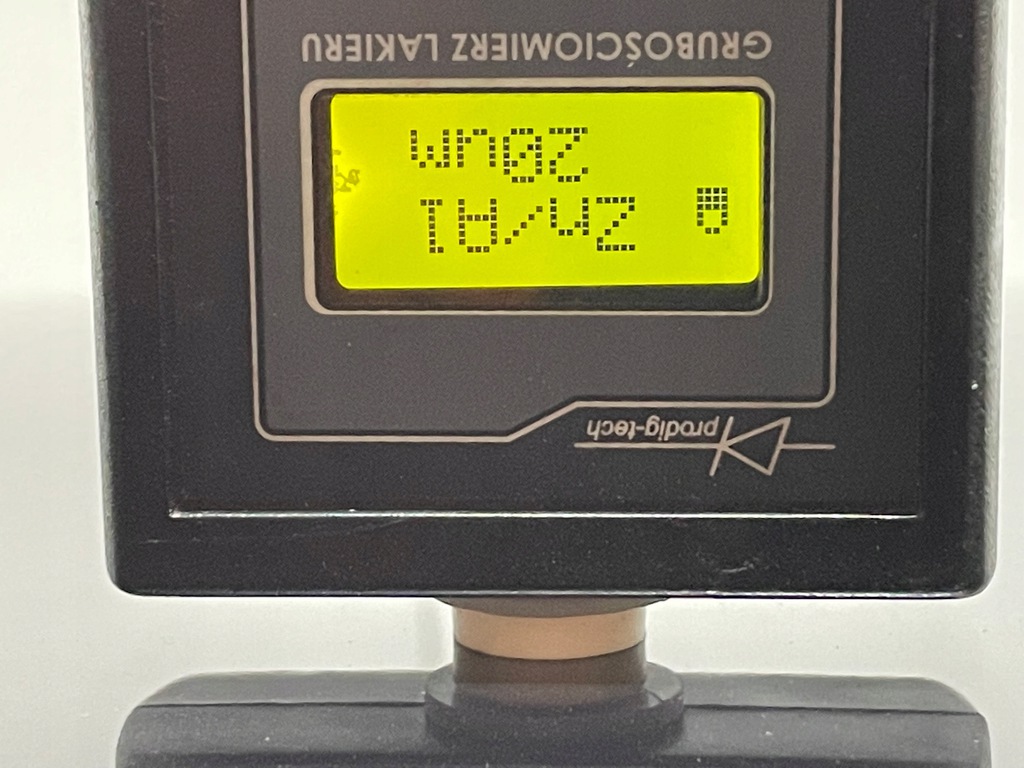 prodig-tech
Zn/Al
20um
GRUBOŚCIOMIERZ LAKIERU